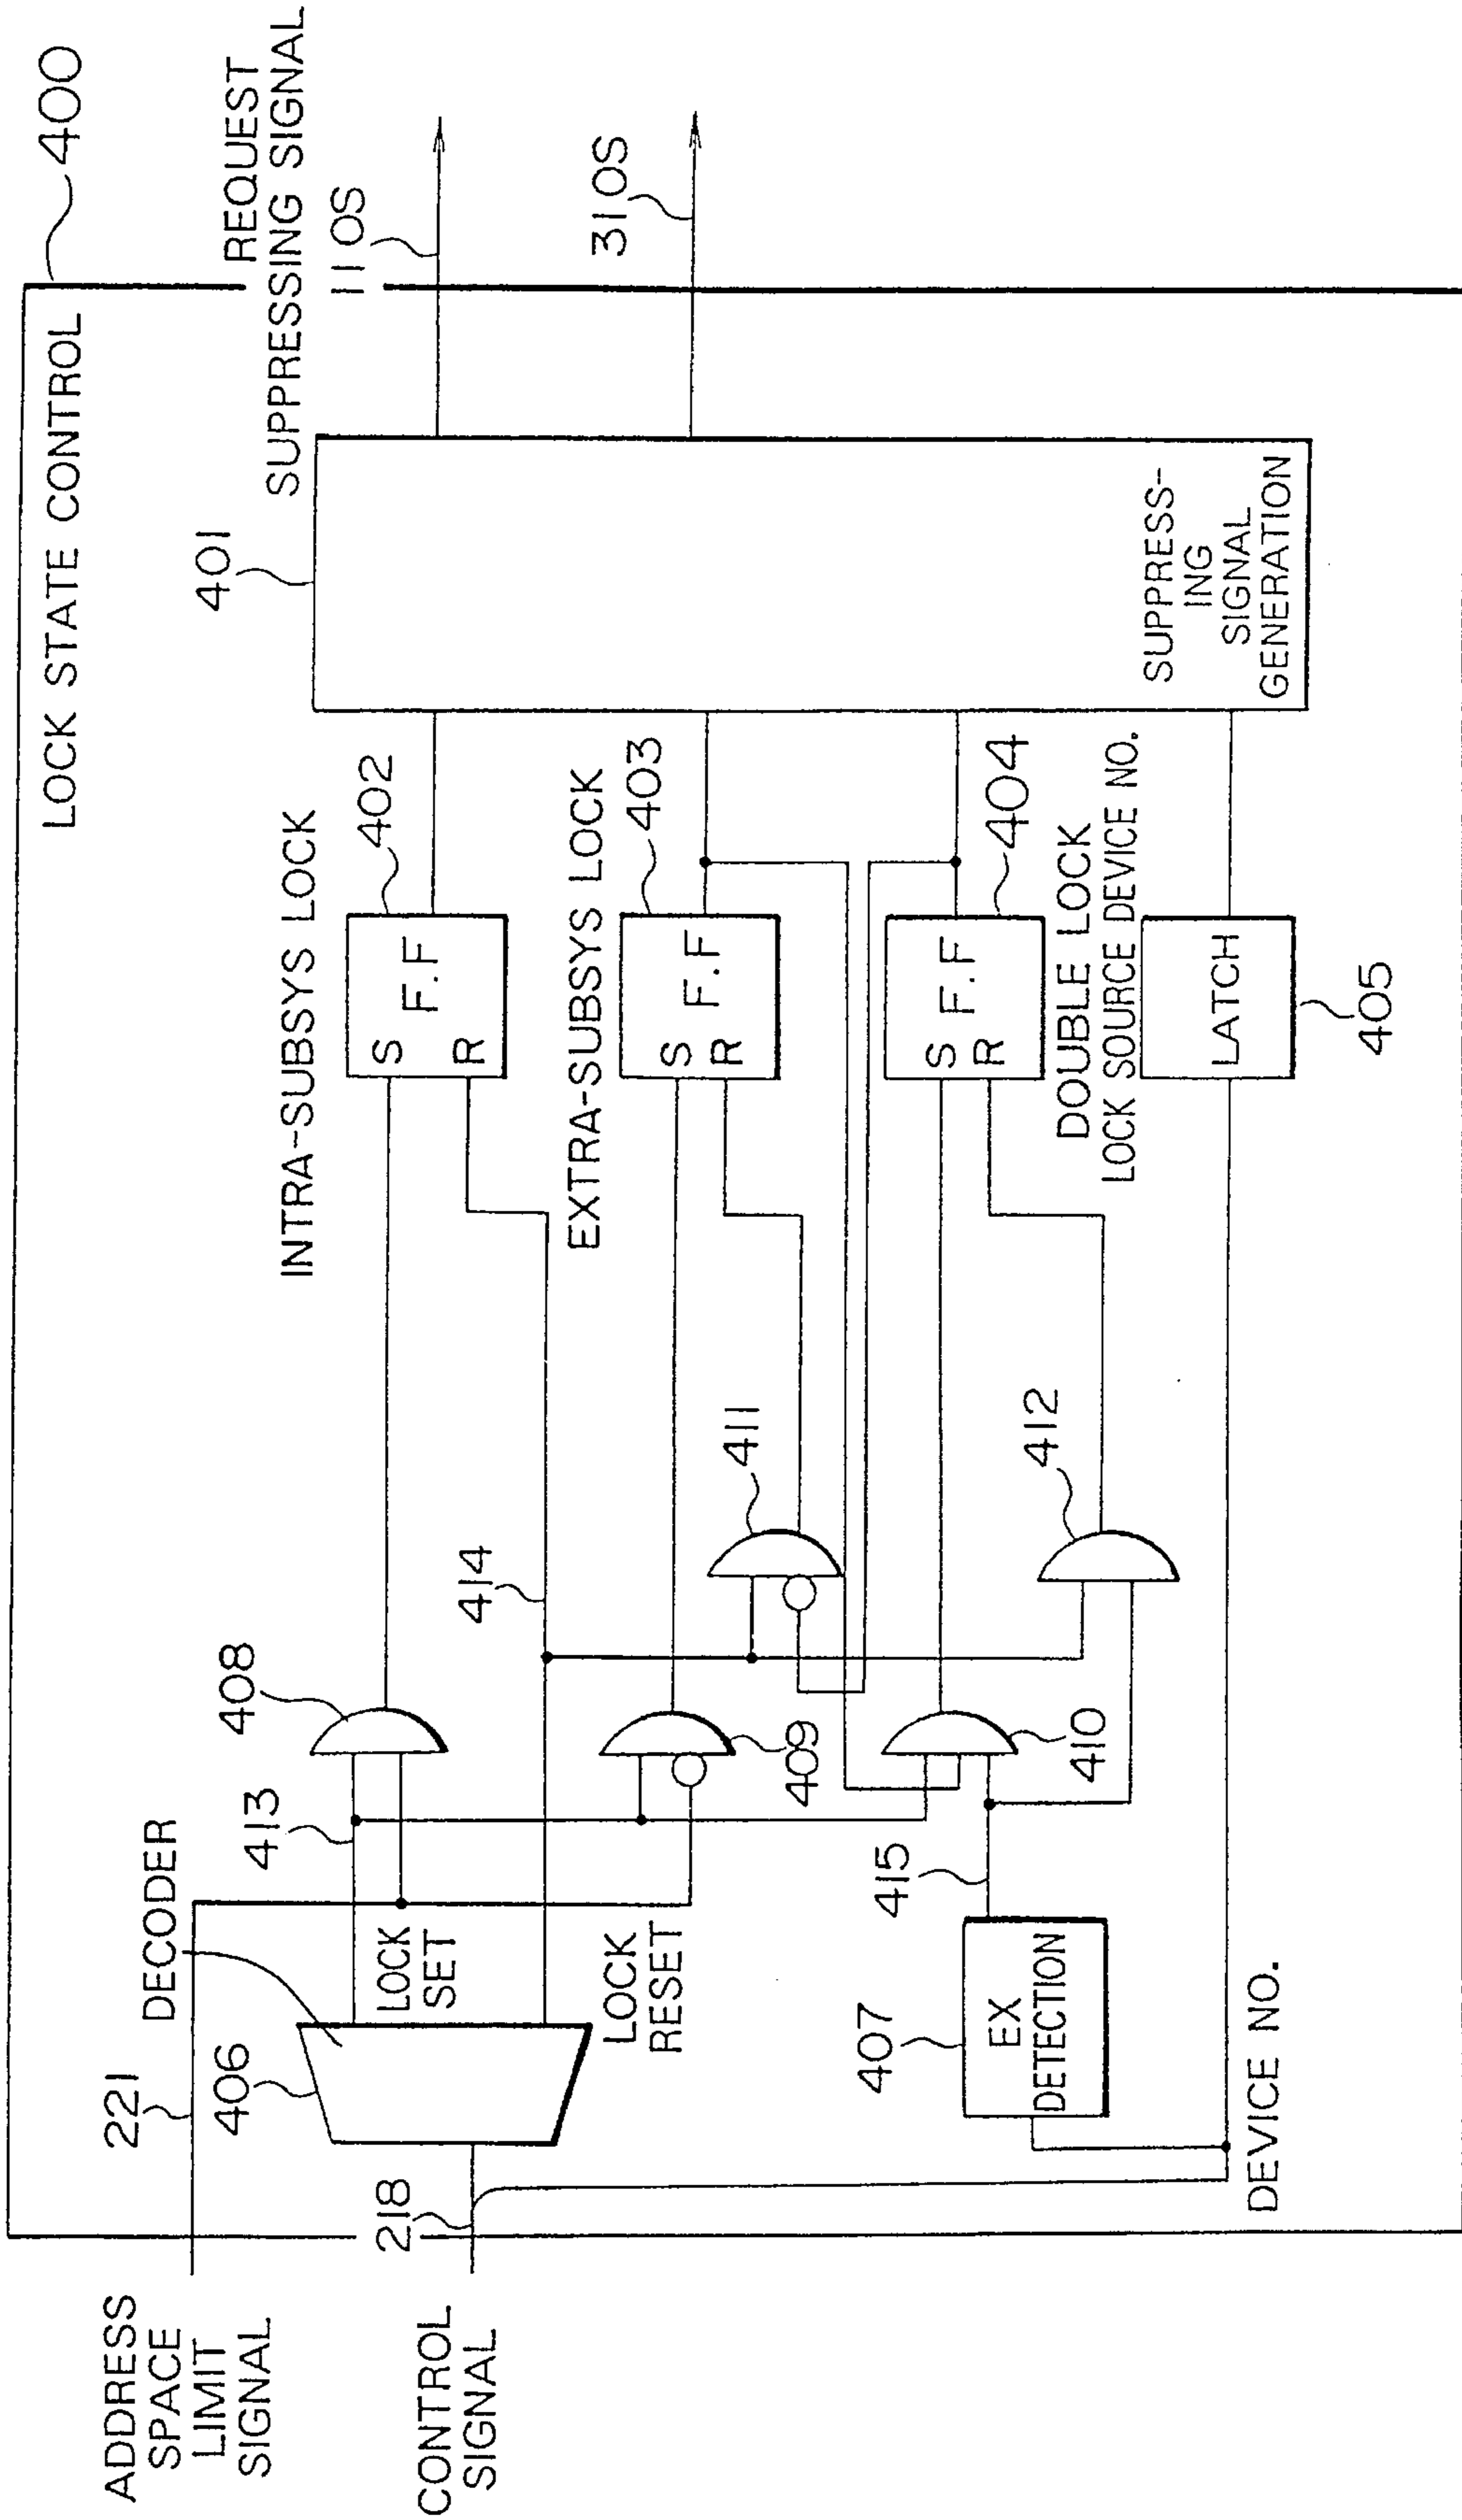 400
LOCK STATE CONTROL
REQUEST
SUPPRESSING SIGNAL
110S
310S
401
SUPPRESS-
ING
SIGNAL
GENERATION
INTRA-SUBSYS LOCK
402
S
F.F
R
EXTRA-SUBSYS LOCK
403
S
F.F
R
404
S
F.F
R
DOUBLE LOCK
LOCK SOURCE DEVICE NO.
LATCH
405
408
414
411
412
409
410
413
415
DECODER
LOCK
SET
LOCK
RESET
221
406
407
EX
DETECTION
218
DEVICE NO.
ADDRESS
SPACE
LIMIT
SIGNAL
CONTROL
SIGNAL